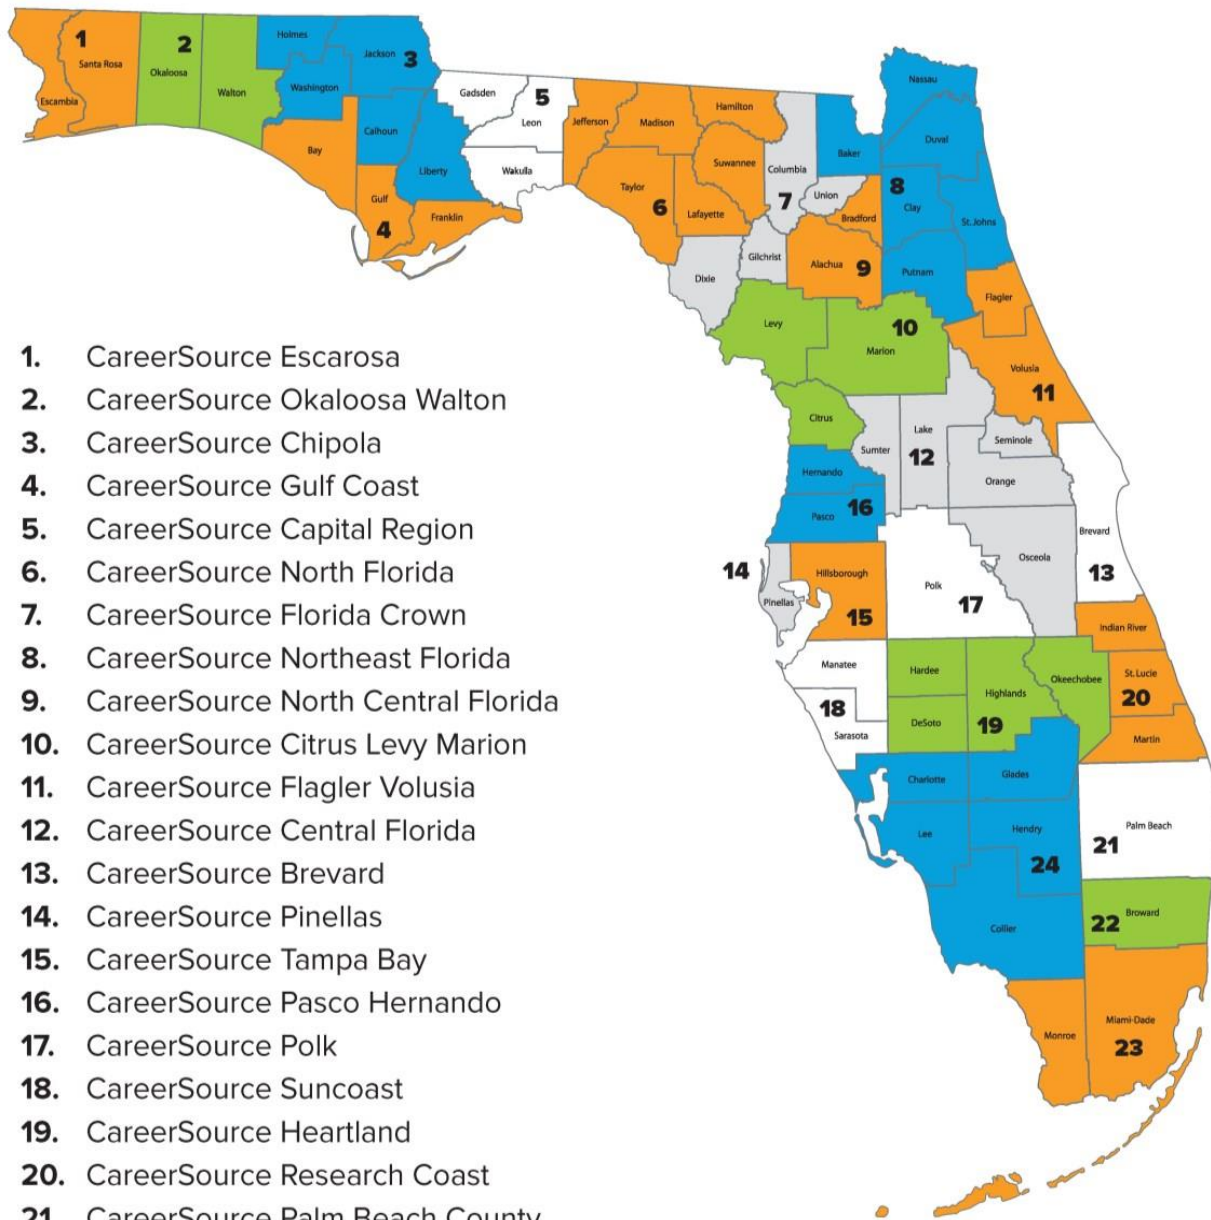 Holmes
1
2
Jackson
3
Santa Rosa
Okaloosa
Walton
Washington
Escambia
Gadsden
5
Leon
Calhoun
Bay
Liberty
Wakulla
Gulf
4
Franklin
Jefferson
Madison
Hamilton
Suwannee
Taylor
6
Lafayette
Columbia
7
Union
Baker
Nassau
Duval
8
Clay
St. Johns
Bradford
Alachua
9
Putnam
Gilchrist
Dixie
Flagler
Levy
10
Marion
Volusia
11
Citrus
Sumter
Lake
12
Seminole
Orange
Hernando
Pasco
16
Brevard
13
Osceola
14
Pinellas
Hillsborough
15
Polk
17
Indian River
Manatee
18
Sarasota
Hardee
DeSoto
Highlands
19
Okeechobee
St. Lucie
20
Martin
Charlotte
Glades
Lee
Hendry
24
Collier
Palm Beach
21
Broward
22
Monroe
Miami-Dade
23
1. CareerSource Escarosa
2. CareerSource Okaloosa Walton
3. CareerSource Chipola
4. CareerSource Gulf Coast
5. CareerSource Capital Region
6. CareerSource North Florida
7. CareerSource Florida Crown
8. CareerSource Northeast Florida
9. CareerSource North Central Florida
10. CareerSource Citrus Levy Marion
11. CareerSource Flagler Volusia
12. CareerSource Central Florida
13. CareerSource Brevard
14. CareerSource Pinellas
15. CareerSource Tampa Bay
16. CareerSource Pasco Hernando
17. CareerSource Polk
18. CareerSource Suncoast
19. CareerSource Heartland
20. CareerSource Research Coast
21. CareerSource Palm Beach County